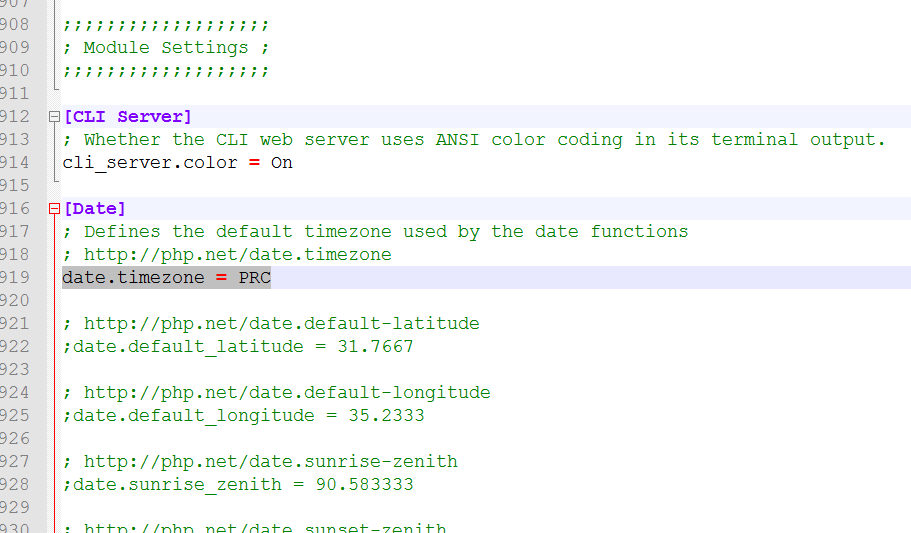 907
908 ;;;;;;;;;;;;;;;;;;;
909 ; Module Settings ;
910 ;;;;;;;;;;;;;;;;;;;
911
912 [CLI Server]
913 ; Whether the CLI web server uses ANSI color coding in its terminal output.
914 cli_server.color = On
915
916 [Date]
917 ; Defines the default timezone used by the date functions
918 ; http://php.net/date.timezone
919 date.timezone = PRC
920
921 ; http://php.net/date.default-latitude
922 ;date.default_latitude = 31.7667
923
924 ; http://php.net/date.default-longitude
925 ;date.default_longitude = 35.2333
926
927 ; http://php.net/date.sunrise-zenith
928 ;date.sunrise_zenith = 90.583333
929
930 ; http://php.net/date.sunset-zenith